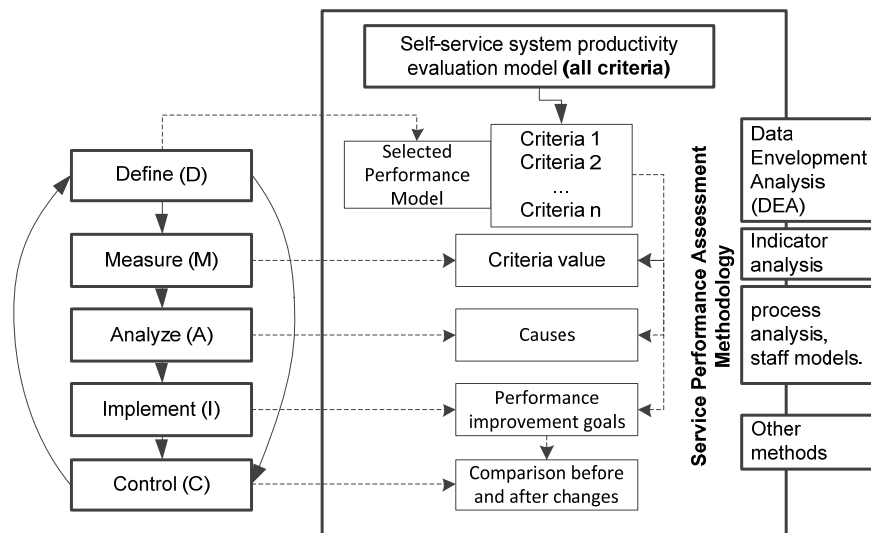 Self-service system productivity
evaluation model (all criteria)
Define (D)
Measure (M)
Analyze (A)
Implement (I)
Control (C)
Selected
Performance
Model
Criteria 1
Criteria 2
...
Criteria n
Criteria value
Causes
Performance
improvement goals
Comparison before
and after changes
Service Performance Assessment
Methodology
Data
Envelopment
Analysis
(DEA)
Indicator
analysis
process
analysis,
staff models.
Other
methods